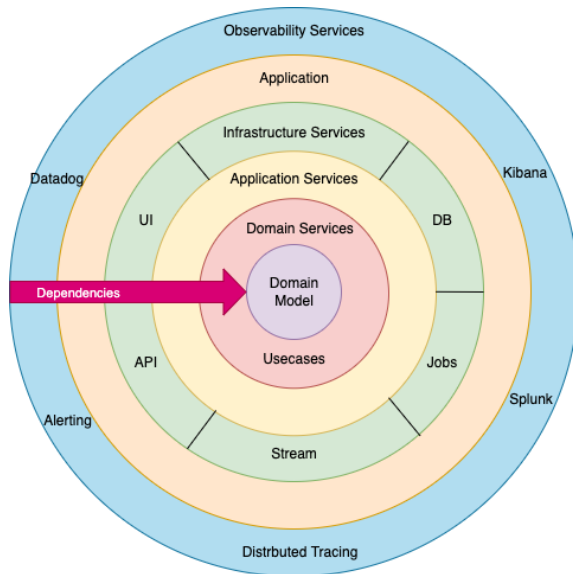 Observability Services
Application
Infrastructure Services
Datadog
Application Services
Kibana
UI
Domain Services
DB
Dependencies
Domain
Model
API
Usecases
Jobs
Alerting
Splunk
Stream
Distrbuted Tracing